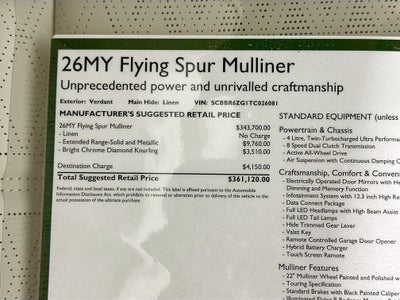 26MY Flying Spur Mulliner
Unprecedented power and unrivalled craftmanship
Exterior: Verdant Main Hide: Linen VIN: SCBBR6ZG1TC026081
MANUFACTURER'S SUGGESTED RETAIL PRICE
26MY Flying Spur Mulliner $343,700.00
- Linen No Charge
- Extended Range-Solid and Metallic $9,760.00
- Bright Chrome Diamond Knurling $3,510.00
Destination Charge $4,150.00
Total Suggested Retail Price $361,120.00
Federal, state and local taxes, if any, are not included. This label is affixed pursuant to the Automobile
Information Disclosure Act, which prohibits its removal or alteration prior to delivery of this vehicle to the
actual possession of the ultimate purchaser.
STANDARD EQUIPMENT (unless
Powertrain & Chassis
- 4 Litre, Twin-Turbocharged Ultra Performa
- 8 Speed Dual Clutch Transmission
- Active All-Wheel Drive
- Air Suspension with Continuous Damping C
Craftsmanship, Comfort & Conveni
- Electrically Operated Door Mirrors with He
Dimming and Memory Function
- Infotainment System with 12.3 inch High Res
- Data Connect Package
- Full LED Headlamps with High Beam Assist
- Full LED Tail Lamps
- Hide Trimmed Gear Lever
- Valet Key
- Remote Controlled Garage Door Opener
- Hybrid Charging Cable
- Touch Screen Remote
Mulliner Features
- 22" Mulliner Wheel Painted and Polished w
- Touring Specification
- Standard Brakes with Black Painted Caliper